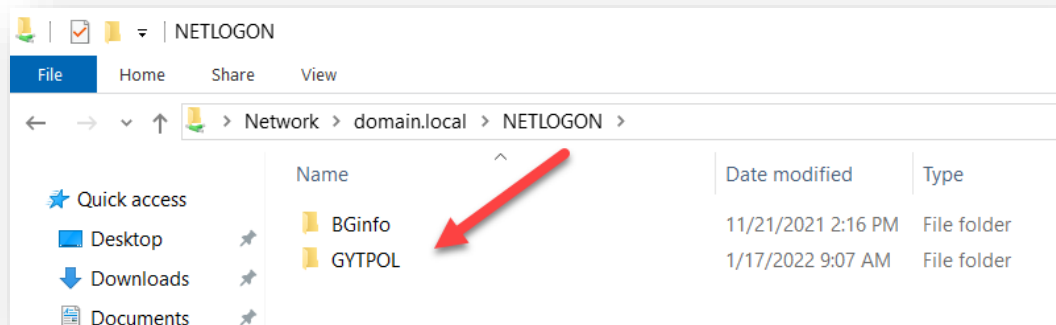 NETLOGON
File Home Share View
Network > domain.local > NETLOGON >
Name Date modified Type
Quick access
BGinfo 11/21/2021 2:16 PM File folder
Desktop
GYTPOL 1/17/2022 9:07 AM File folder
Downloads
Documents